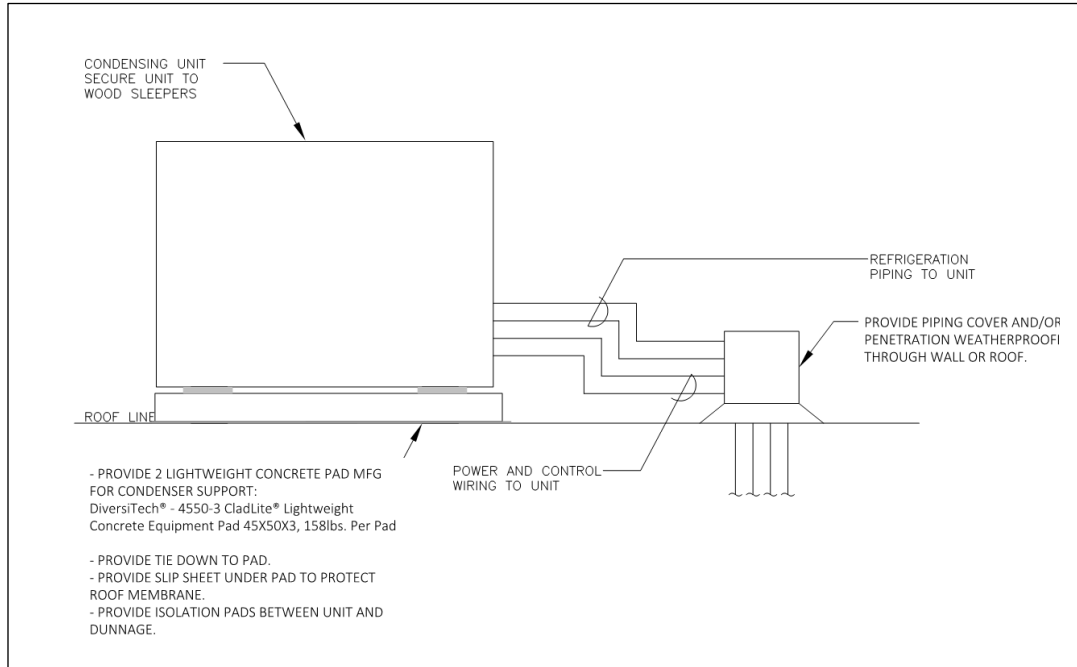 CONDENSING UNIT
SECURE UNIT TO
WOOD SLEEPERS
REFRIGERATION
PIPING TO UNIT
PROVIDE PIPING COVER AND/OR
PENETRATION WEATHERPROOFI
THROUGH WALL OR ROOF.
ROOF LINE
POWER AND CONTROL
WIRING TO UNIT
- PROVIDE 2 LIGHTWEIGHT CONCRETE PAD MFG
FOR CONDENSER SUPPORT:
DiversiTech® - 4550-3 CladLite® Lightweight
Concrete Equipment Pad 45X50X3, 158lbs. Per Pad
- PROVIDE TIE DOWN TO PAD.
- PROVIDE SLIP SHEET UNDER PAD TO PROTECT
ROOF MEMBRANE.
- PROVIDE ISOLATION PADS BETWEEN UNIT AND
DUNNAGE.